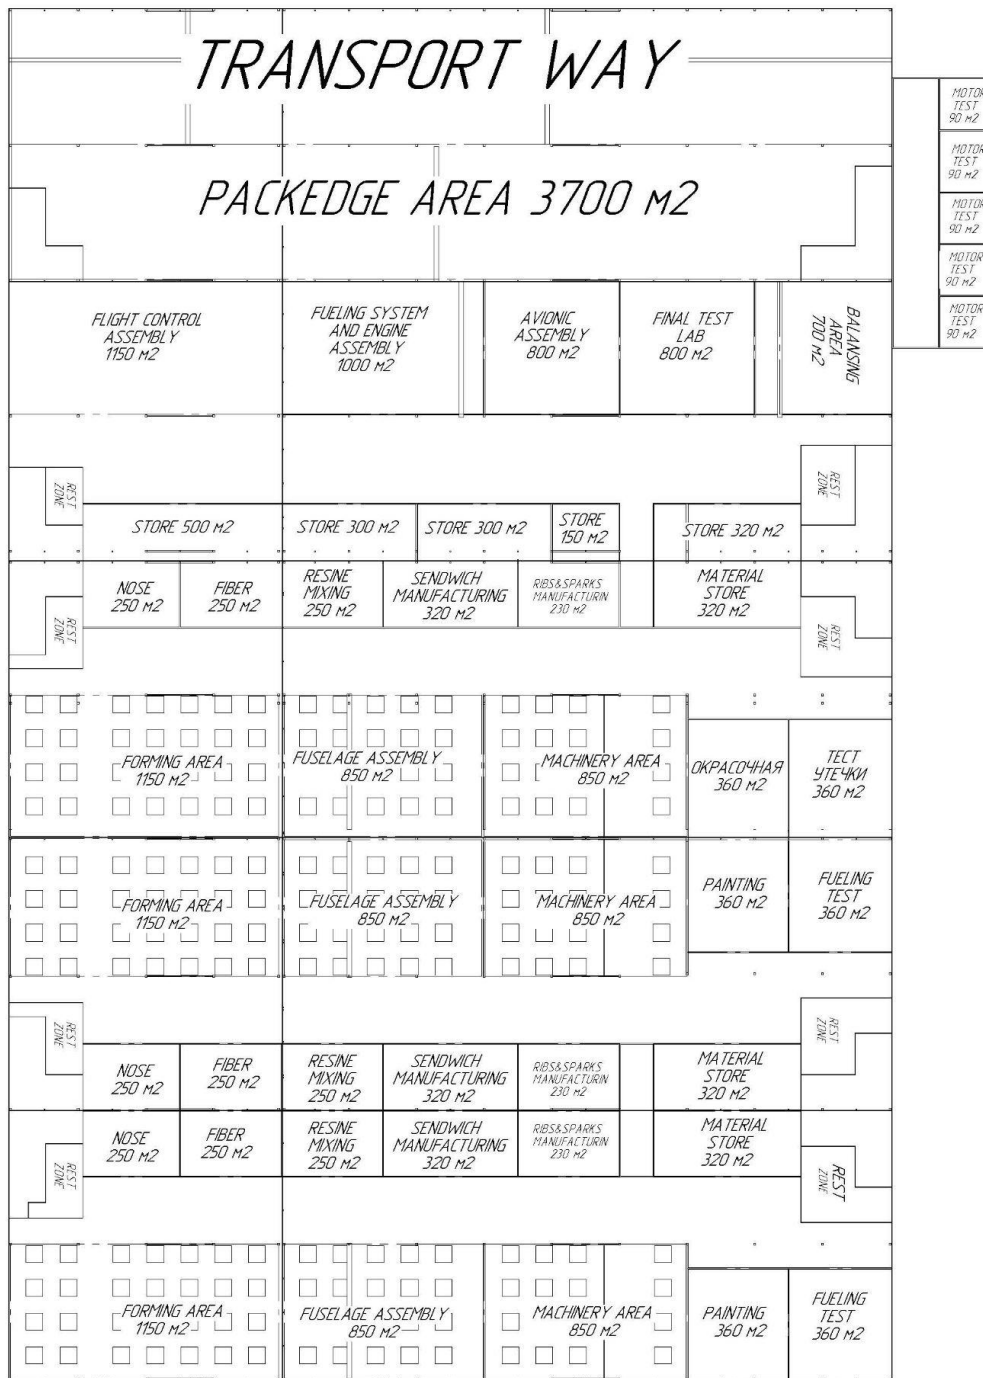 TRANSPORT WAY
MOTOR
TEST
90 м2
MOTOR
TEST
90 м2
MOTOR
TEST
90 м2
MOTOR
TEST
90 м2
MOTOR
TEST
90 м2
PACKEDGE AREA 3700 м2
FLIGHT CONTROL
ASSEMBLY
1150 м2
FUELING SYSTEM
AND ENGINE
ASSEMBLY
1000 м2
AVIONIC
ASSEMBLY
800 м2
FINAL TEST
LAB
800 м2
BALANSING
AREA
700 м2
REST
ZONE
REST
ZONE
STORE 500 м2
STORE 300 м2
STORE 300 м2
STORE
150 м2
STORE 320 м2
NOSE
250 м2
FIBER
250 м2
RESINE
MIXING
250 м2
SENDWICH
MANUFACTURING
320 м2
RIBS&SPARKS
MANUFACTURIN
230 м2
MATERIAL
STORE
320 м2
REST
ZONE
REST
ZONE
FORMING AREA
1150 м2
FUSELAGE ASSEMBLY
850 м2
MACHINERY AREA
850 м2
ОКРАСОЧНАЯ
360 м2
ТЕСТ
УТЕЧКИ
360 м2
FORMING AREA
1150 м2
FUSELAGE ASSEMBLY
850 м2
MACHINERY AREA
850 м2
PAINTING
360 м2
FUELING
TEST
360 м2
REST
ZONE
REST
ZONE
NOSE
250 м2
FIBER
250 м2
RESINE
MIXING
250 м2
SENDWICH
MANUFACTURING
320 м2
RIBS&SPARKS
MANUFACTURIN
230 м2
MATERIAL
STORE
320 м2
NOSE
250 м2
FIBER
250 м2
RESINE
MIXING
250 м2
SENDWICH
MANUFACTURING
320 м2
RIBS&SPARKS
MANUFACTURIN
230 м2
MATERIAL
STORE
320 м2
REST
ZONE
REST
ZONE
FORMING AREA
1150 м2
FUSELAGE ASSEMBLY
850 м2
MACHINERY AREA
850 м2
PAINTING
360 м2
FUELING
TEST
360 м2